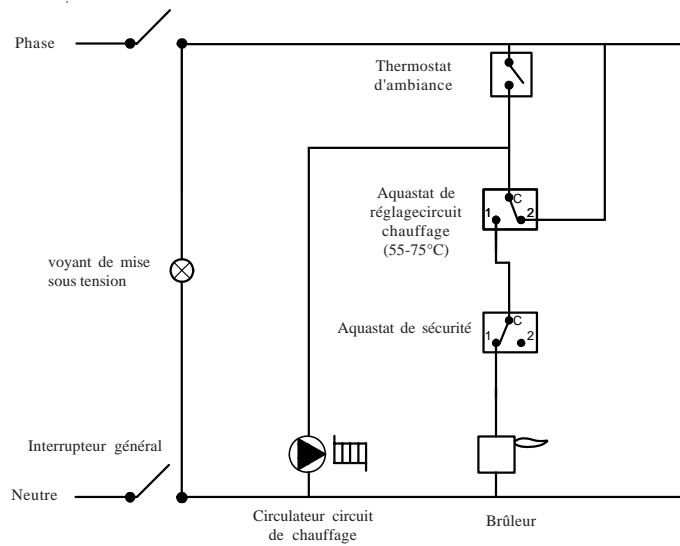 Phase
Thermostat
d'ambiance
Aquastat de
réglagecircuit
chauffage
(55-75°C)
C
1
2
voyant de mise
sous tension
Aquastat de sécurité
C
1
2
Interrupteur général
Neutre
Circulateur circuit
de chauffage
Brûleur